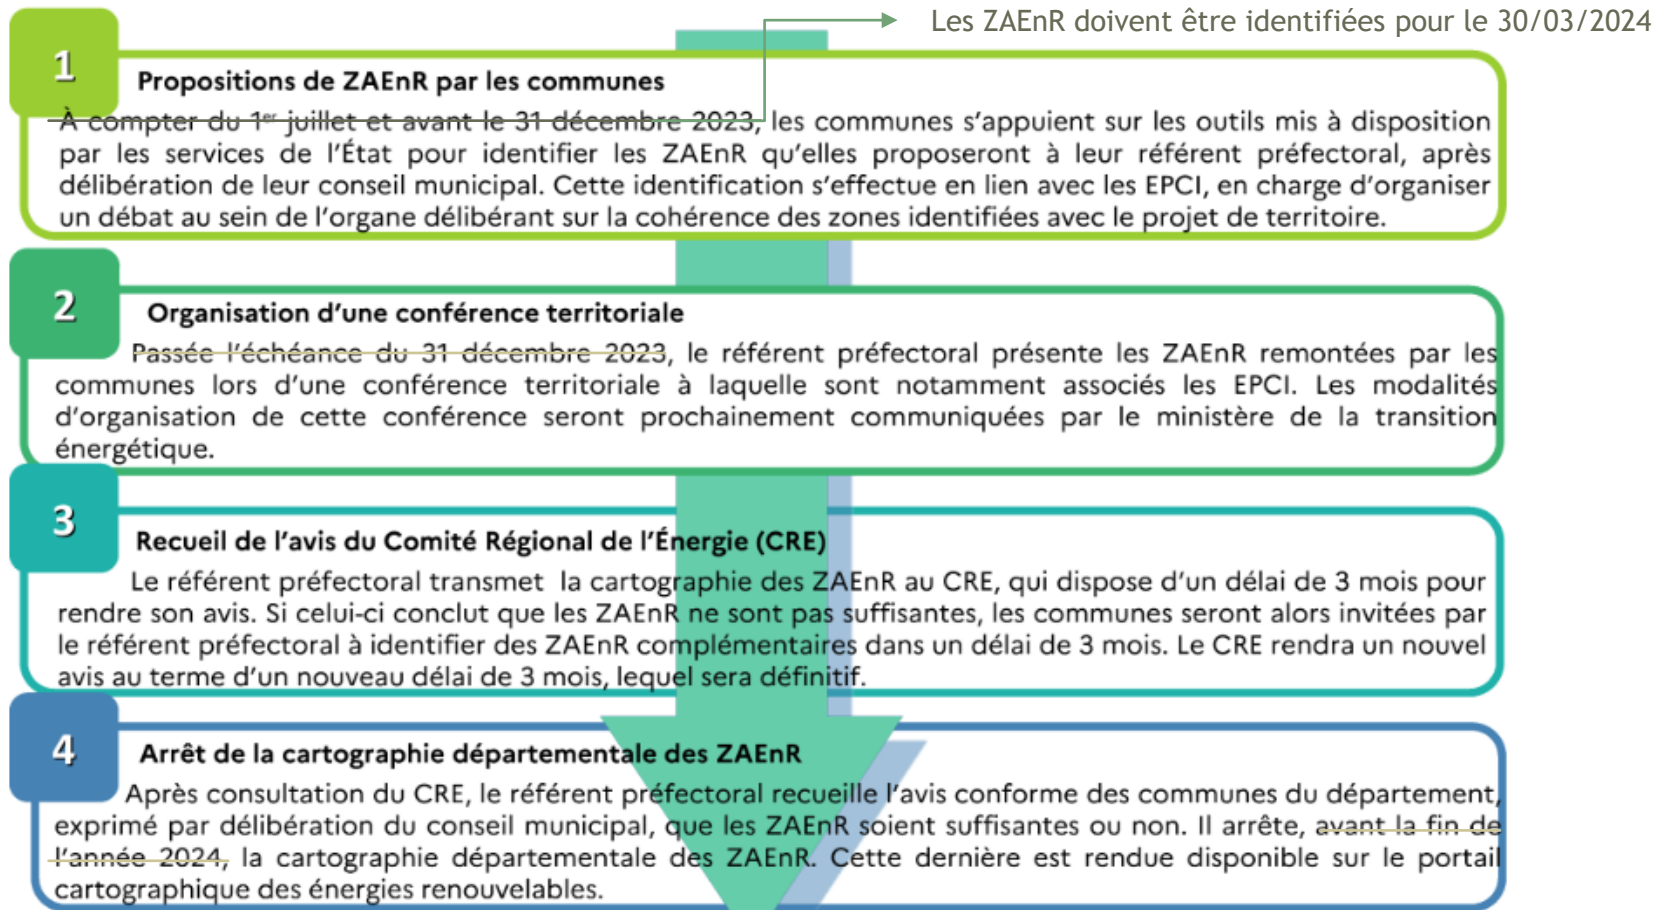 Les ZAEnR doivent être identifiées pour le 30/03/2024
1
Propositions de ZAEnR par les communes
À compter du 1er juillet et avant le 31 décembre 2023, les communes s’appuient sur les outils mis à disposition
par les services de l’État pour identifier les ZAEnR qu’elles proposeront à leur référent préfectoral, après
délibération de leur conseil municipal. Cette identification s’effectue en lien avec les EPCI, en charge d’organiser
un débat au sein de l’organe délibérant sur la cohérence des zones identifiées avec le projet de territoire.
2
Organisation d’une conférence territoriale
Passée l’échéance du 31 décembre 2023, le référent préfectoral présente les ZAEnR remontées par les
communes lors d’une conférence territoriale à laquelle sont notamment associés les EPCI. Les modalités
d’organisation de cette conférence seront prochainement communiquées par le ministère de la transition
énergétique.
3
Recueil de l’avis du Comité Régional de l’Énergie (CRE)
Le référent préfectoral transmet la cartographie des ZAEnR au CRE, qui dispose d’un délai de 3 mois pour
rendre son avis. Si celui-ci conclut que les ZAEnR ne sont pas suffisantes, les communes seront alors invitées par
le référent préfectoral à identifier des ZAEnR complémentaires dans un délai de 3 mois. Le CRE rendra un nouvel
avis au terme d’un nouveau délai de 3 mois, lequel sera définitif.
4
Arrêt de la cartographie départementale des ZAEnR
Après consultation du CRE, le référent préfectoral recueille l’avis conforme des communes du département,
exprimé par délibération du conseil municipal, que les ZAEnR soient suffisantes ou non. Il arrête, avant la fin de
l’année 2024, la cartographie départementale des ZAEnR. Cette dernière est rendue disponible sur le portail
cartographique des énergies renouvelables.